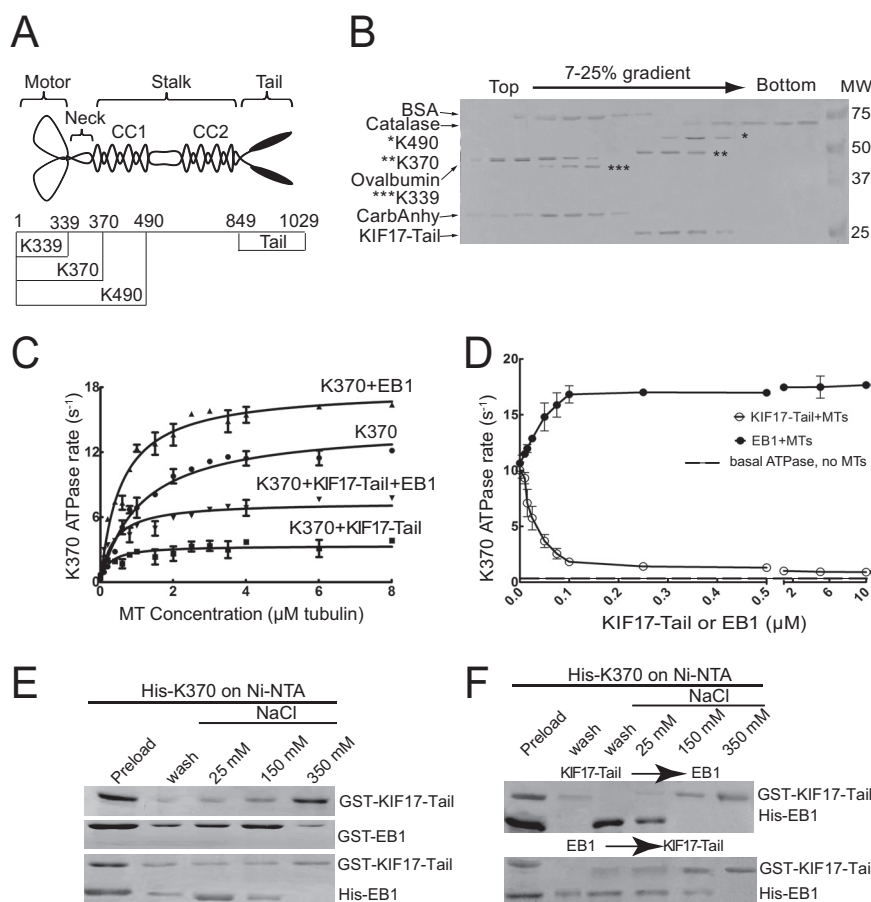 A
Motor
Stalk
Tail
Neck
CC1
CC2
1
339
370
490
849
1029
K339
Tail
K370
K490
B
7-25% gradient
Top
Bottom
MW
BSA
Catalase
*K490
**K370
Ovalbumin
***K339
CarbAnhy
KIF17-Tail
*
**
***
75
50
37
25
C
K370 ATPase rate (s⁻¹)
18
12
6
0
0
2
4
6
8
MT Concentration (µM tubulin)
K370+EB1
K370
K370+KIF17-Tail+EB1
K370+KIF17-Tail
D
K370 ATPase rate (s⁻¹)
20
15
10
5
0
0.0
0.1
0.2
0.3
0.4
0.5
2
6
10
KIF17-Tail or EB1 (µM)
KIF17-Tail+MTs
EB1+MTs
basal ATPase, no MTs
E
His-K370 on Ni-NTA
NaCl
Preload
wash
25 mM
150 mM
350 mM
GST-KIF17-Tail
GST-EB1
GST-KIF17-Tail
His-EB1
F
His-K370 on Ni-NTA
NaCl
Preload
wash
wash
25 mM
150 mM
350 mM
KIF17-Tail EB1
GST-KIF17-Tail
His-EB1
EB1 KIF17-Tail
GST-KIF17-Tail
His-EB1